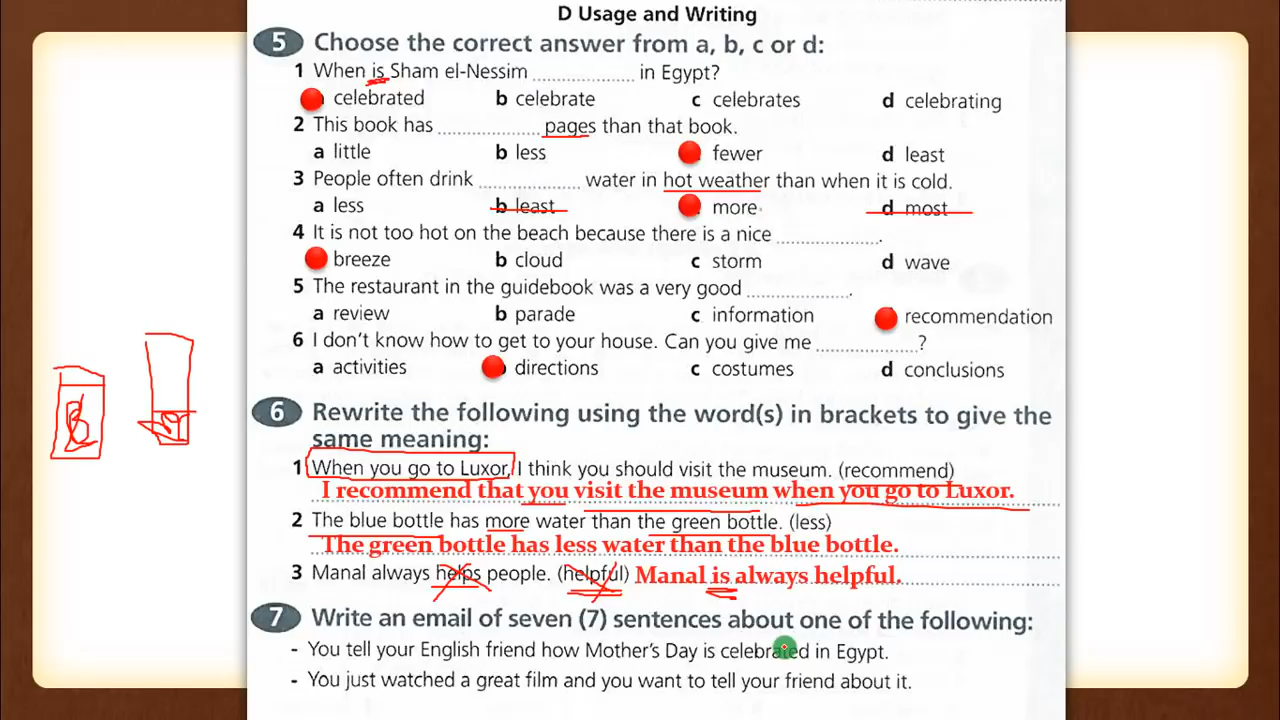 D Usage and Writing
5 Choose the correct answer from a, b, c or d:
1 When is Sham el-Nessim .................. in Egypt?
celebrated b celebrate c celebrates d celebrating
2 This book has .................. pages than that book.
a little b less fewer d least
3 People often drink .................. water in hot weather than when it is cold.
a less b least more d most
4 It is not too hot on the beach because there is a nice .................. .
breeze b cloud c storm d wave
5 The restaurant in the guidebook was a very good .................. .
a review b parade c information recommendation
6 I don't know how to get to your house. Can you give me .................. ?
a activities directions c costumes d conclusions
6 Rewrite the following using the word(s) in brackets to give the
same meaning:
1 When you go to Luxor, I think you should visit the museum. (recommend)
I recommend that you visit the museum when you go to Luxor.
2 The blue bottle has more water than the green bottle. (less)
The green bottle has less water than the blue bottle.
3 Manal always helps people. (helpful) Manal is always helpful.
7 Write an email of seven (7) sentences about one of the following:
- You tell your English friend how Mother's Day is celebrated in Egypt.
- You just watched a great film and you want to tell your friend about it.